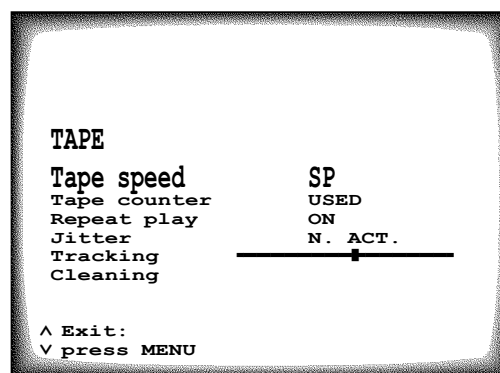 TAPE
Tape speed SP
Tape counter USED
Repeat play ON
Jitter N. ACT.
Tracking
Cleaning
^ Exit:
v press MENU